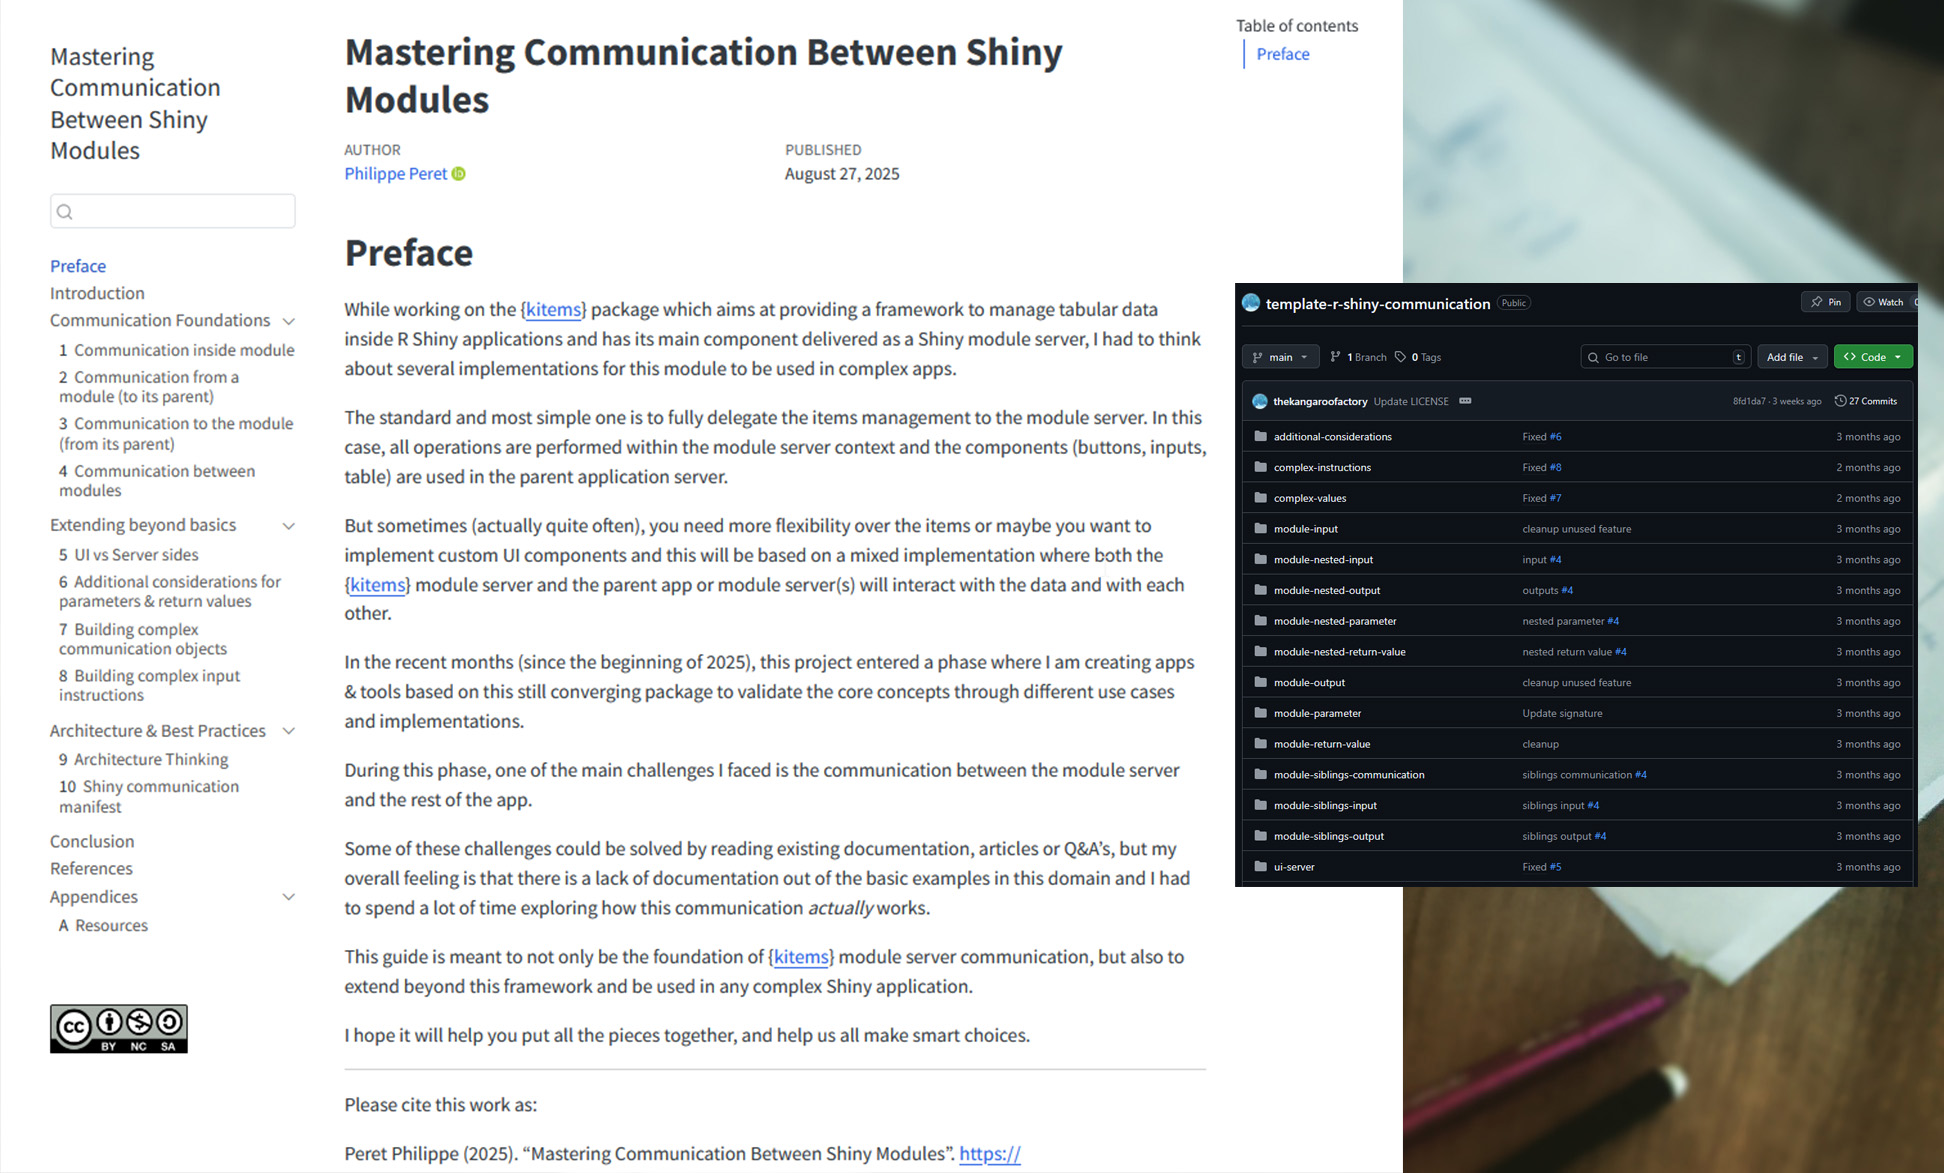 Mastering
Communication
Between Shiny
Modules
Preface
Introduction
Communication Foundations
1 Communication inside module
2 Communication from a
module (to its parent)
3 Communication to the module
(from its parent)
4 Communication between
modules
Extending beyond basics
5 UI vs Server sides
6 Additional considerations for
parameters & return values
7 Building complex
communication objects
8 Building complex input
instructions
Architecture & Best Practices
9 Architecture Thinking
10 Shiny communication
manifest
Conclusion
References
Appendices
A Resources
cc
BY NC SA
Mastering Communication Between Shiny
Modules
AUTHOR
Philippe Peret iD
PUBLISHED
August 27, 2025
Preface
While working on the {kitems} package which aims at providing a framework to manage tabular data
inside R Shiny applications and has its main component delivered as a Shiny module server, I had to think
about several implementations for this module to be used in complex apps.
The standard and most simple one is to fully delegate the items management to the module server. In this
case, all operations are performed within the module server context and the components (buttons, inputs,
table) are used in the parent application server.
But sometimes (actually quite often), you need more flexibility over the items or maybe you want to
implement custom UI components and this will be based on a mixed implementation where both the
{kitems} module server and the parent app or module server(s) will interact with the data and with each
other.
In the recent months (since the beginning of 2025), this project entered a phase where I am creating apps
& tools based on this still converging package to validate the core concepts through different use cases
and implementations.
During this phase, one of the main challenges I faced is the communication between the module server
and the rest of the app.
Some of these challenges could be solved by reading existing documentation, articles or Q&A's, but my
overall feeling is that there is a lack of documentation out of the basic examples in this domain and I had
to spend a lot of time exploring how this communication actually works.
This guide is meant to not only be the foundation of {kitems} module server communication, but also to
extend beyond this framework and be used in any complex Shiny application.
I hope it will help you put all the pieces together, and help us all make smart choices.
Please cite this work as:
Peret Philippe (2025). “Mastering Communication Between Shiny Modules”. https://
Table of contents
Preface
template-r-shiny-communication Public Pin Watch
main 1 Branch 0 Tags Go to file t Add file <> Code
thekangaroofactory Update LICENSE 8fd1da7 · 3 weeks ago 27 Commits
additional-considerations Fixed #6 3 months ago
complex-instructions Fixed #8 2 months ago
complex-values Fixed #7 2 months ago
module-input cleanup unused feature 3 months ago
module-nested-input input #4 3 months ago
module-nested-output outputs #4 3 months ago
module-nested-parameter nested parameter #4 3 months ago
module-nested-return-value nested return value #4 3 months ago
module-output cleanup unused feature 3 months ago
module-parameter Update signature 3 months ago
module-return-value cleanup 3 months ago
module-siblings-communication siblings communication #4 3 months ago
module-siblings-input siblings input #4 3 months ago
module-siblings-output siblings output #4 3 months ago
ui-server Fixed #5 3 months ago